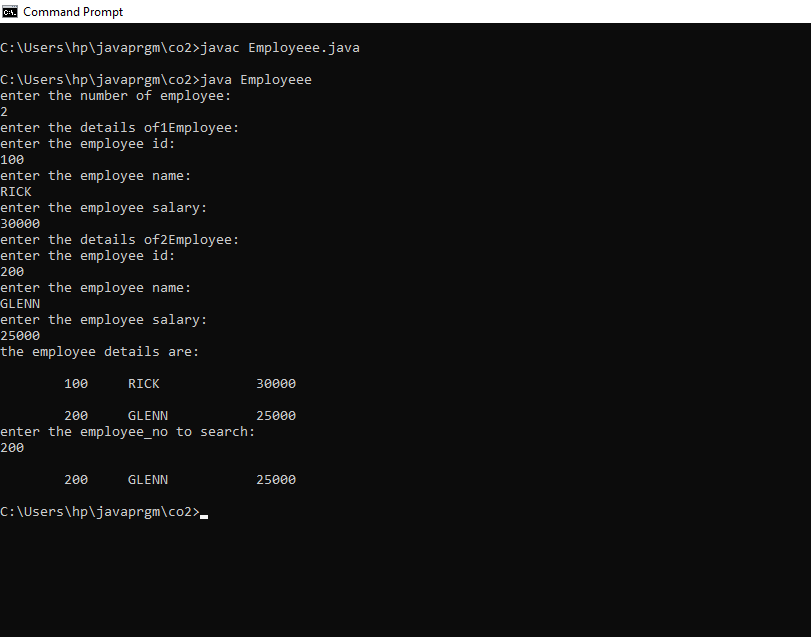 Command Prompt
C:\Users\hp\javaprgm\co2>javac Employeee.java
C:\Users\hp\javaprgm\co2>java Employeee
enter the number of employee:
2
enter the details of1Employee:
enter the employee id:
100
enter the employee name:
RICK
enter the employee salary:
30000
enter the details of2Employee:
enter the employee id:
200
enter the employee name:
GLENN
enter the employee salary:
25000
the employee details are:
100 RICK 30000
200 GLENN 25000
enter the employee_no to search:
200
200 GLENN 25000
C:\Users\hp\javaprgm\co2>